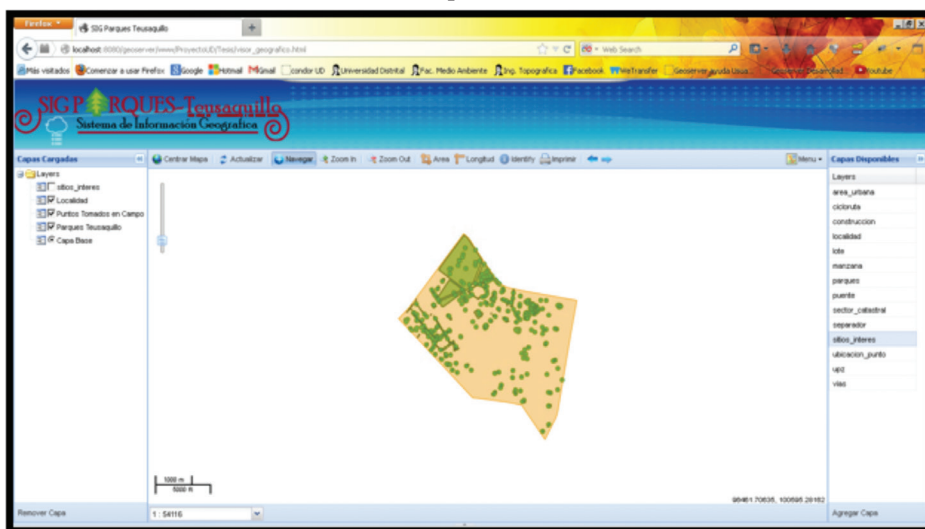 Firefox
SIG Parques Teusaquillo
localhost:8080/geoserver/www/ProyectoUD/Tesis/visor_geografico.html
Web Search
Más visitados Comenzar a usar Firefox Google Hotmail Gmail condor UD Universidad Distrital Fac. Medio Ambiente Ing. Topografica Facebook WeTransfer Geoserver ayuda Usua... Youtube
SIG PARQUES-Teusaquillo
Sistema de Información Geografica
Capas Cargadas
Centrar Mapa Actualizar Navegar Zoom In Zoom Out Area Longitud Identify Imprimir
Menu
Capas Disponibles
Layers
sitios_interes
Localidad
Puntos Tomados en Campo
Parques Teusaquillo
Capa Base
Layers
area_urbana
cicloruta
construccion
localidad
lote
manzana
parques
puente
sector_catastral
separador
sitios_interes
ubicacion_punto
upz
vias
1000 m
5000 ft
Remover Capa
1 : 54116
Agregar Capa